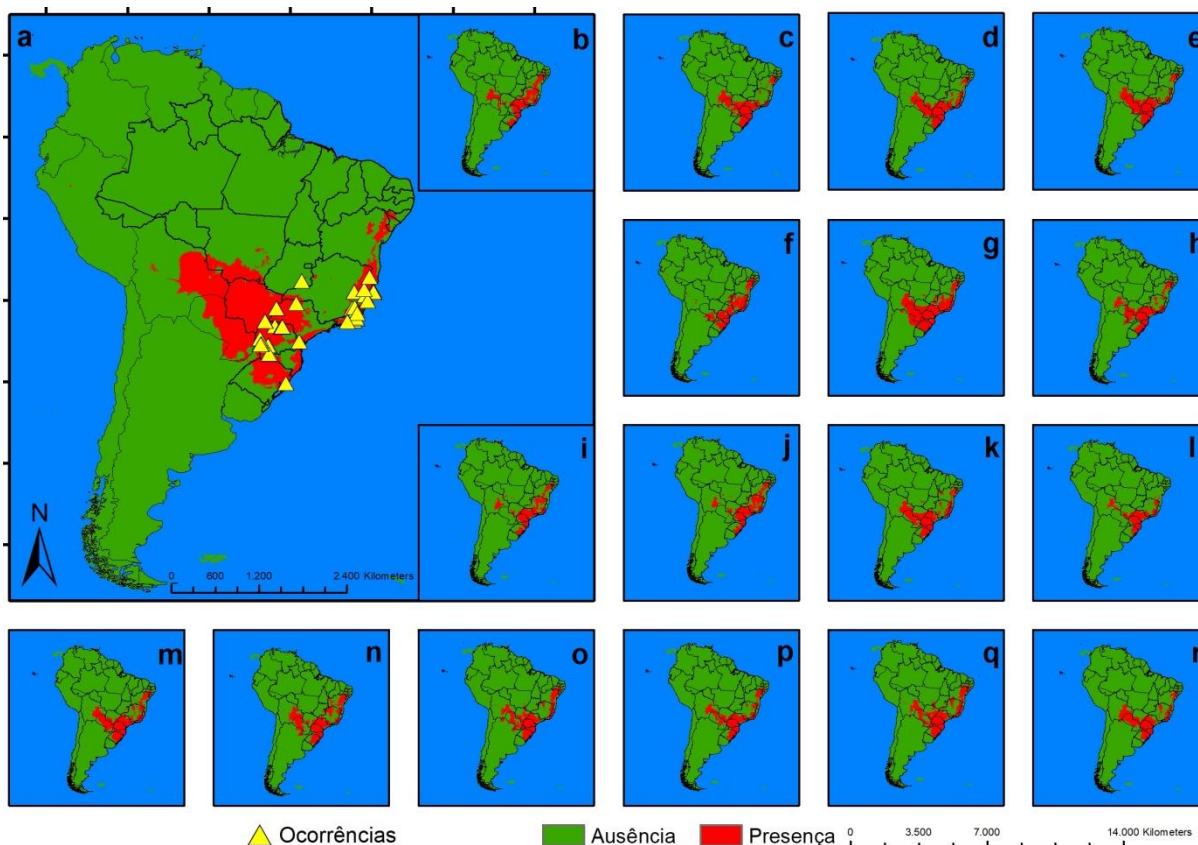 a
b
c
d
e
f
g
h
i
j
k
l
N
0 600 1.200 2.400 Kilometers
m
n
o
p
q
r
Ocorrências
Ausência
Presença
0 3.500 7.000 14.000 Kilometers